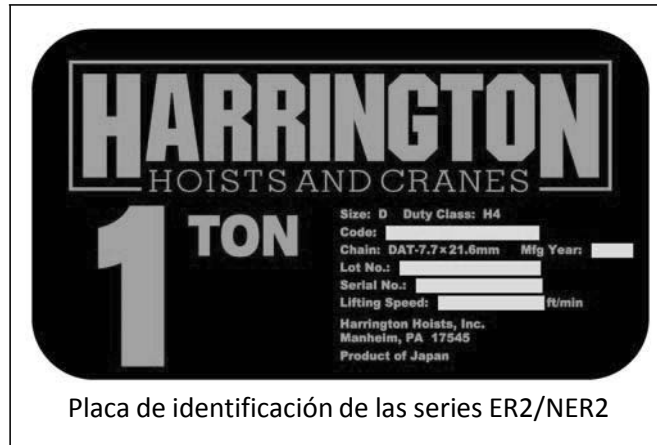 HARRINGTON
HOISTS AND CRANES
1 TON
Size: D Duty Class: H4
Code:
Chain: DAT-7.7×21.6mm Mfg Year:
Lot No.:
Serial No.:
Lifting Speed: ft/min
Harrington Hoists, Inc.
Manheim, PA 17545
Product of Japan
Placa de identificación de las series ER2/NER2